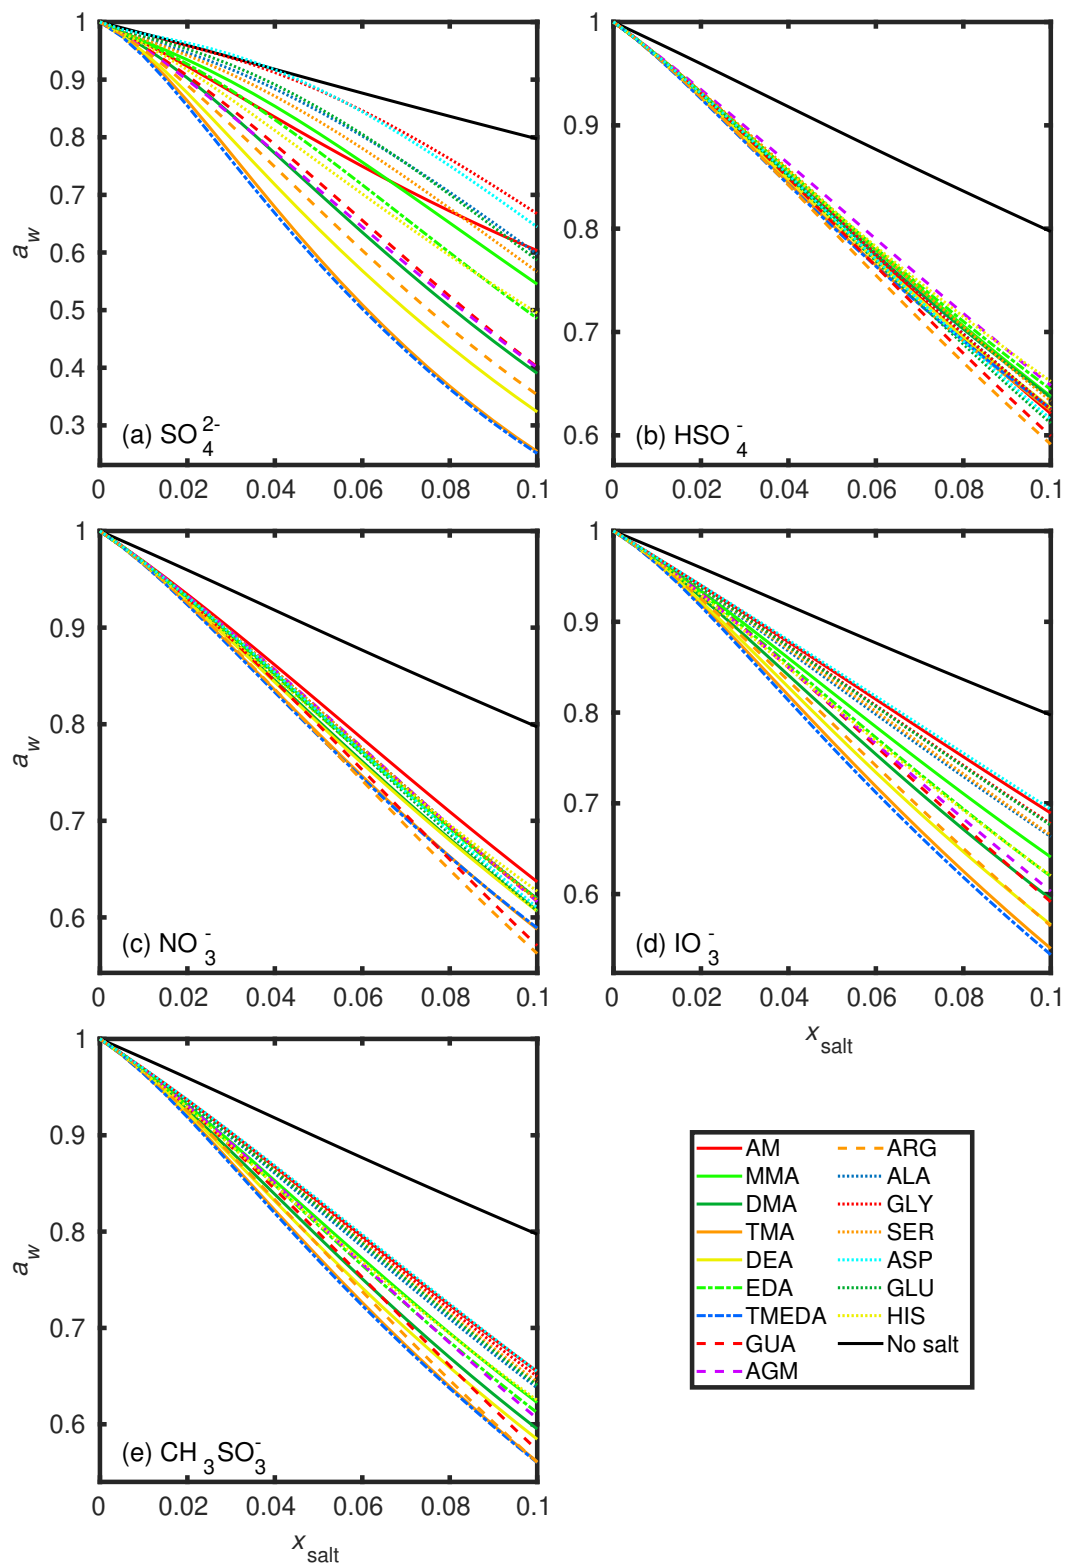 1
0.9
0.8
0.7
0.6
0.5
0.4
0.3
a_w
(a) SO₄²⁻
0 0.02 0.04 0.06 0.08 0.1
1
0.9
0.8
0.7
0.6
(b) HSO₄⁻
0 0.02 0.04 0.06 0.08 0.1
1
0.9
0.8
0.7
0.6
a_w
(c) NO₃⁻
0 0.02 0.04 0.06 0.08 0.1
1
0.9
0.8
0.7
0.6
(d) IO₃⁻
0 0.02 0.04 0.06 0.08 0.1
x_salt
1
0.9
0.8
0.7
0.6
a_w
(e) CH₃SO₃⁻
0 0.02 0.04 0.06 0.08 0.1
x_salt
AM
MMA
DMA
TMA
DEA
EDA
TMEDA
GUA
AGM
ARG
ALA
GLY
SER
ASP
GLU
HIS
No salt